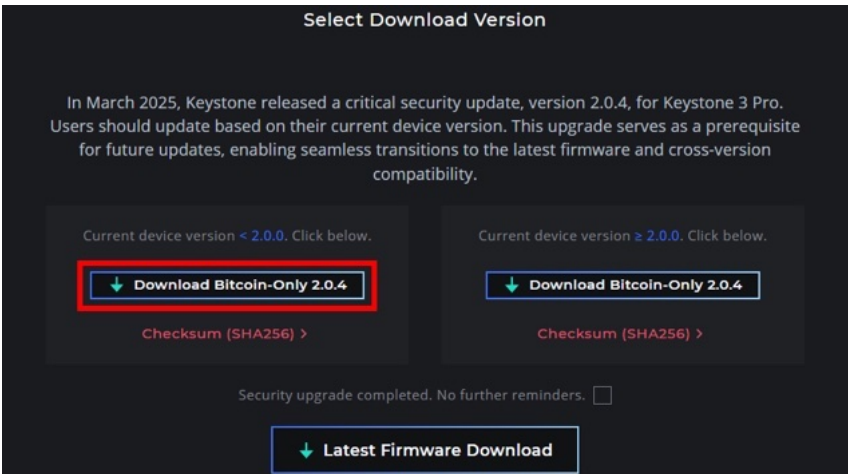 Select Download Version
In March 2025, Keystone released a critical security update, version 2.0.4, for Keystone 3 Pro.
Users should update based on their current device version. This upgrade serves as a prerequisite
for future updates, enabling seamless transitions to the latest firmware and cross-version
compatibility.
Current device version < 2.0.0. Click below.
Download Bitcoin-Only 2.0.4
Checksum (SHA256) >
Current device version ≥ 2.0.0. Click below.
Download Bitcoin-Only 2.0.4
Checksum (SHA256) >
Security upgrade completed. No further reminders.
Latest Firmware Download